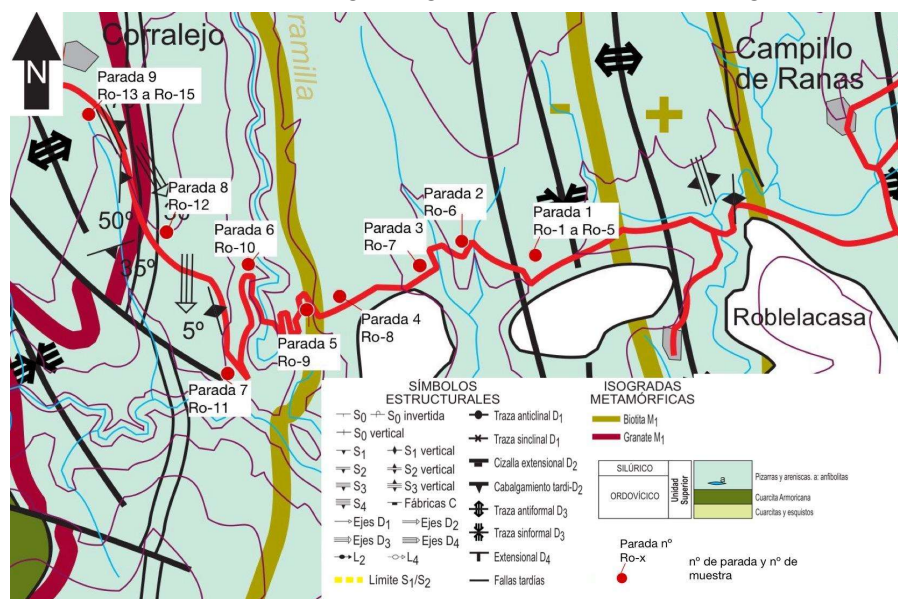 Corralejo
ramilla
Campillo
de Ranas
N
Parada 9
Ro-13 a Ro-15
Parada 8
Ro-12
Parada 6
Ro-10
Parada 2
Ro-6
Parada 3
Ro-7
Parada 1
Ro-1 a Ro-5
50º
35º
5º
Parada 5
Ro-9
Parada 4
Ro-8
Parada 7
Ro-11
Roblelacasa
SÍMBOLOS
ESTRUCTURALES
S0
S0 invertida
S0 vertical
S1
S1 vertical
S2
S2 vertical
S3
S3 vertical
S4
Fábricas C
Ejes D1
Ejes D2
Ejes D3
Ejes D4
L2
L4
Límite S1/S2
Traza anticlinal D1
Traza sinclinal D1
Cizalla extensional D2
Cabalgamiento tardi-D2
Traza antiformal D3
Traza sinformal D3
Extensional D4
Fallas tardías
ISOGRADAS
METAMÓRFICAS
Biotita M1
Granate M1
SILÚRICO
ORDOVÍCICO
Unidad
Superior
a
Pizarras y areniscas. a: anfibolitas
Cuarcita Armoricana
Cuarcitas y esquistos
Parada nº
Ro-x
nº de parada y nº de
muestra